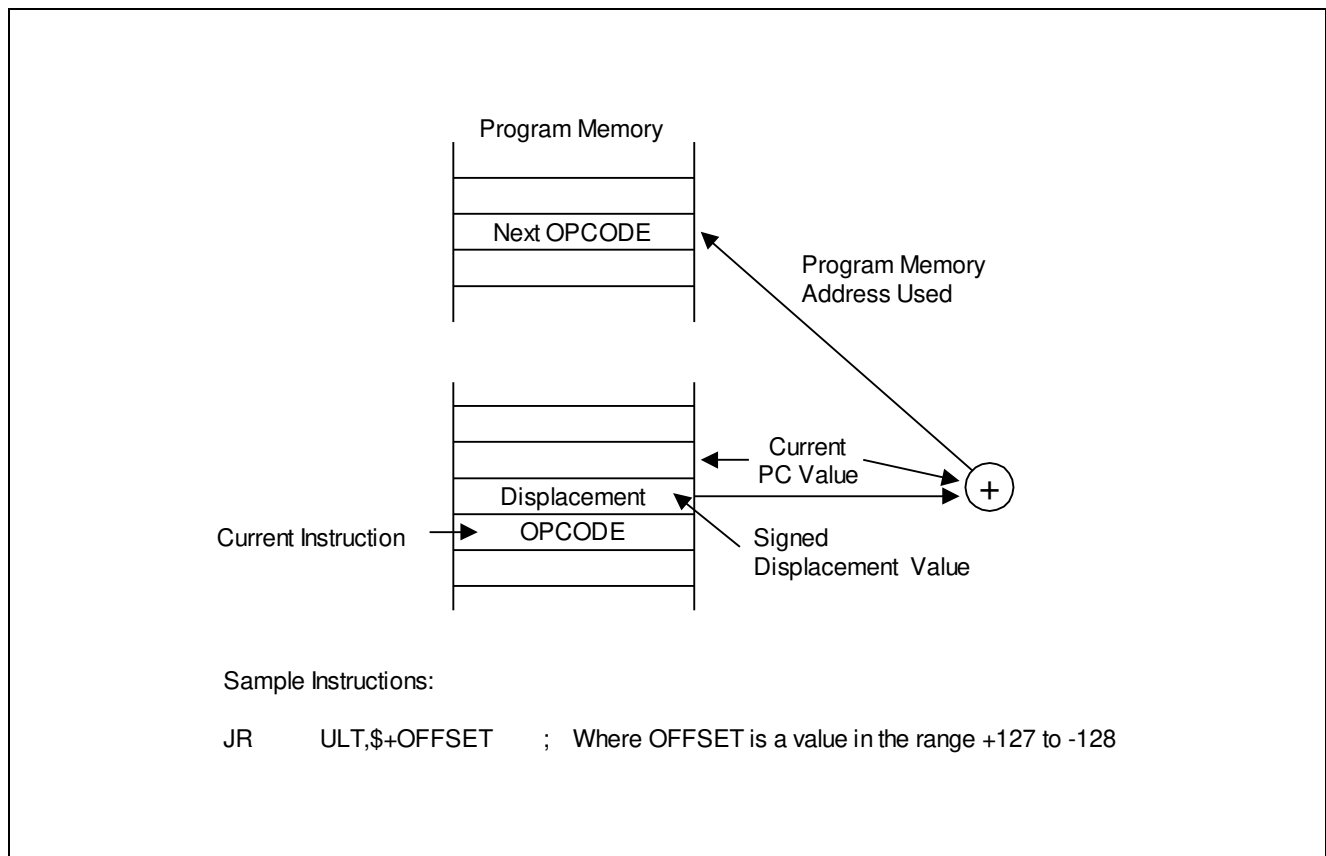 Program Memory
Next OPCODE
Program Memory
Address Used
Current
PC Value
Displacement
+
Current Instruction
OPCODE
Signed
Displacement Value
Sample Instructions:
JR ULT,$+OFFSET ; Where OFFSET is a value in the range +127 to -128